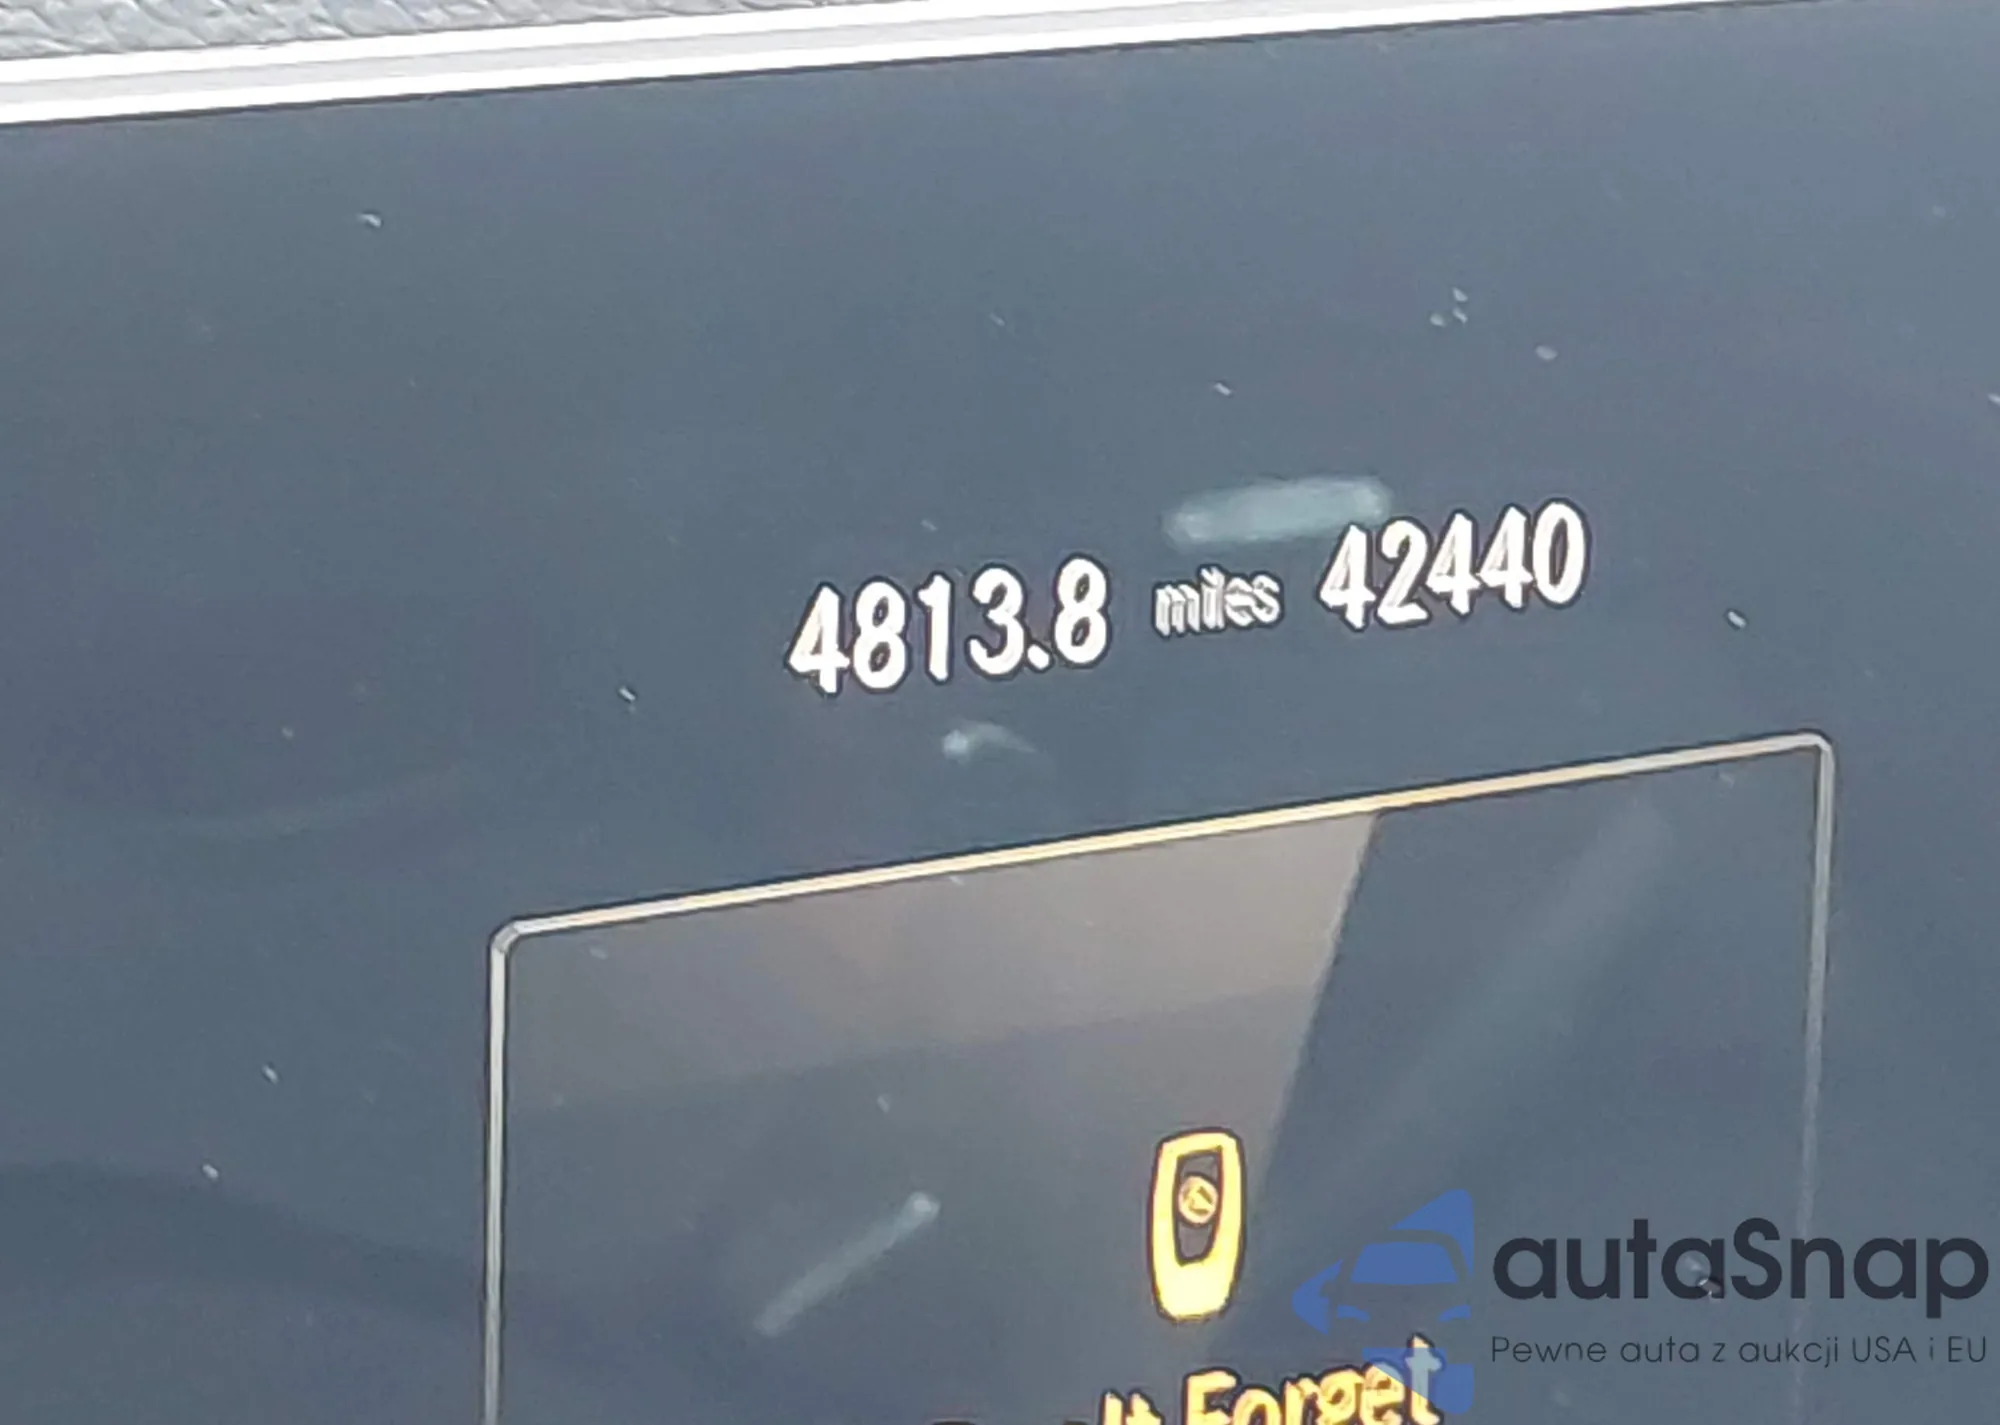 4813.8 miles 42440
Forget
autaSnap
Pewne auta z aukcji USA i EU